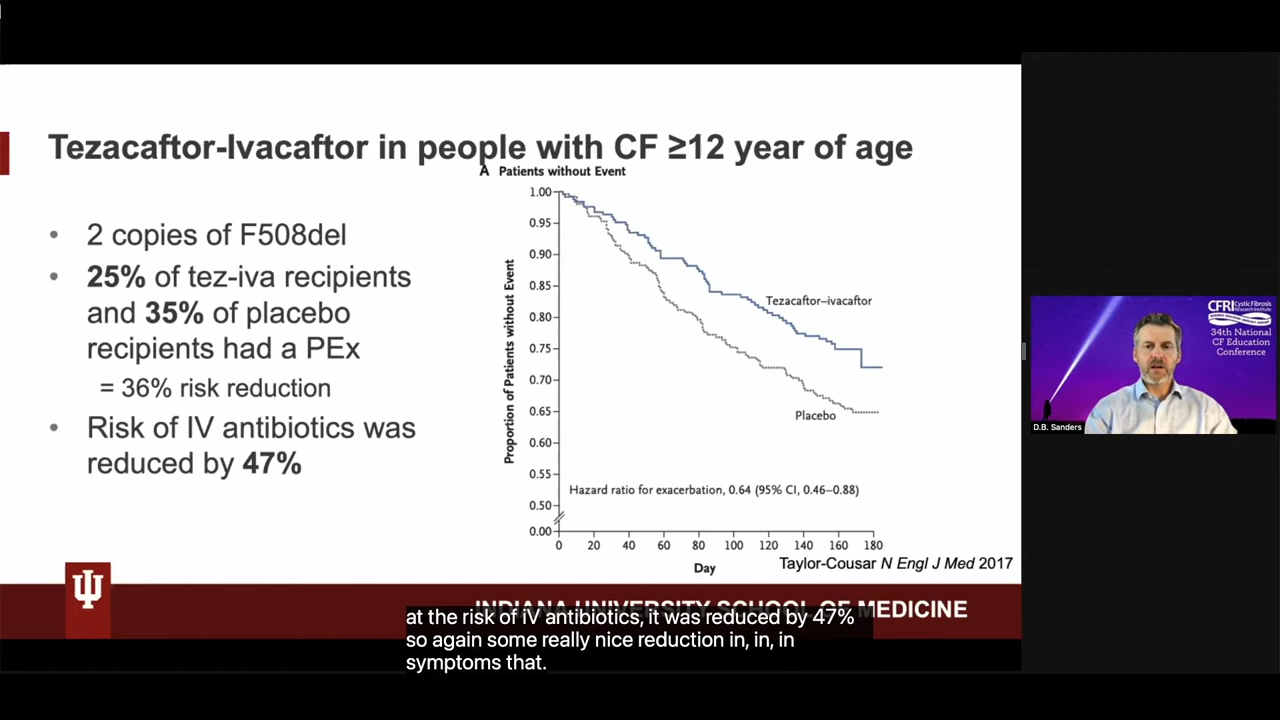 Tezacaftor-Ivacaftor in people with CF ≥12 year of age
• 2 copies of F508del
• 25% of tez-iva recipients
and 35% of placebo
recipients had a PEx
= 36% risk reduction
• Risk of IV antibiotics was
reduced by 47%
A Patients without Event
Proportion of Patients without Event
1.00
0.95
0.90
0.85
0.80
0.75
0.70
0.65
0.60
0.55
0.50
0.00
Tezacaftor–ivacaftor
Placebo
Hazard ratio for exacerbation, 0.64 (95% CI, 0.46–0.88)
0 20 40 60 80 100 120 140 160 180
Day
Taylor-Cousar N Engl J Med 2017
INDIANA UNIVERSITY SCHOOL OF MEDICINE
at the risk of IV antibiotics, it was reduced by 47%
so again some really nice reduction in, in, in
symptoms that.
CFRI Cystic Fibrosis
Research Institute
34th National
CF Education
Conference
D.B. Sanders